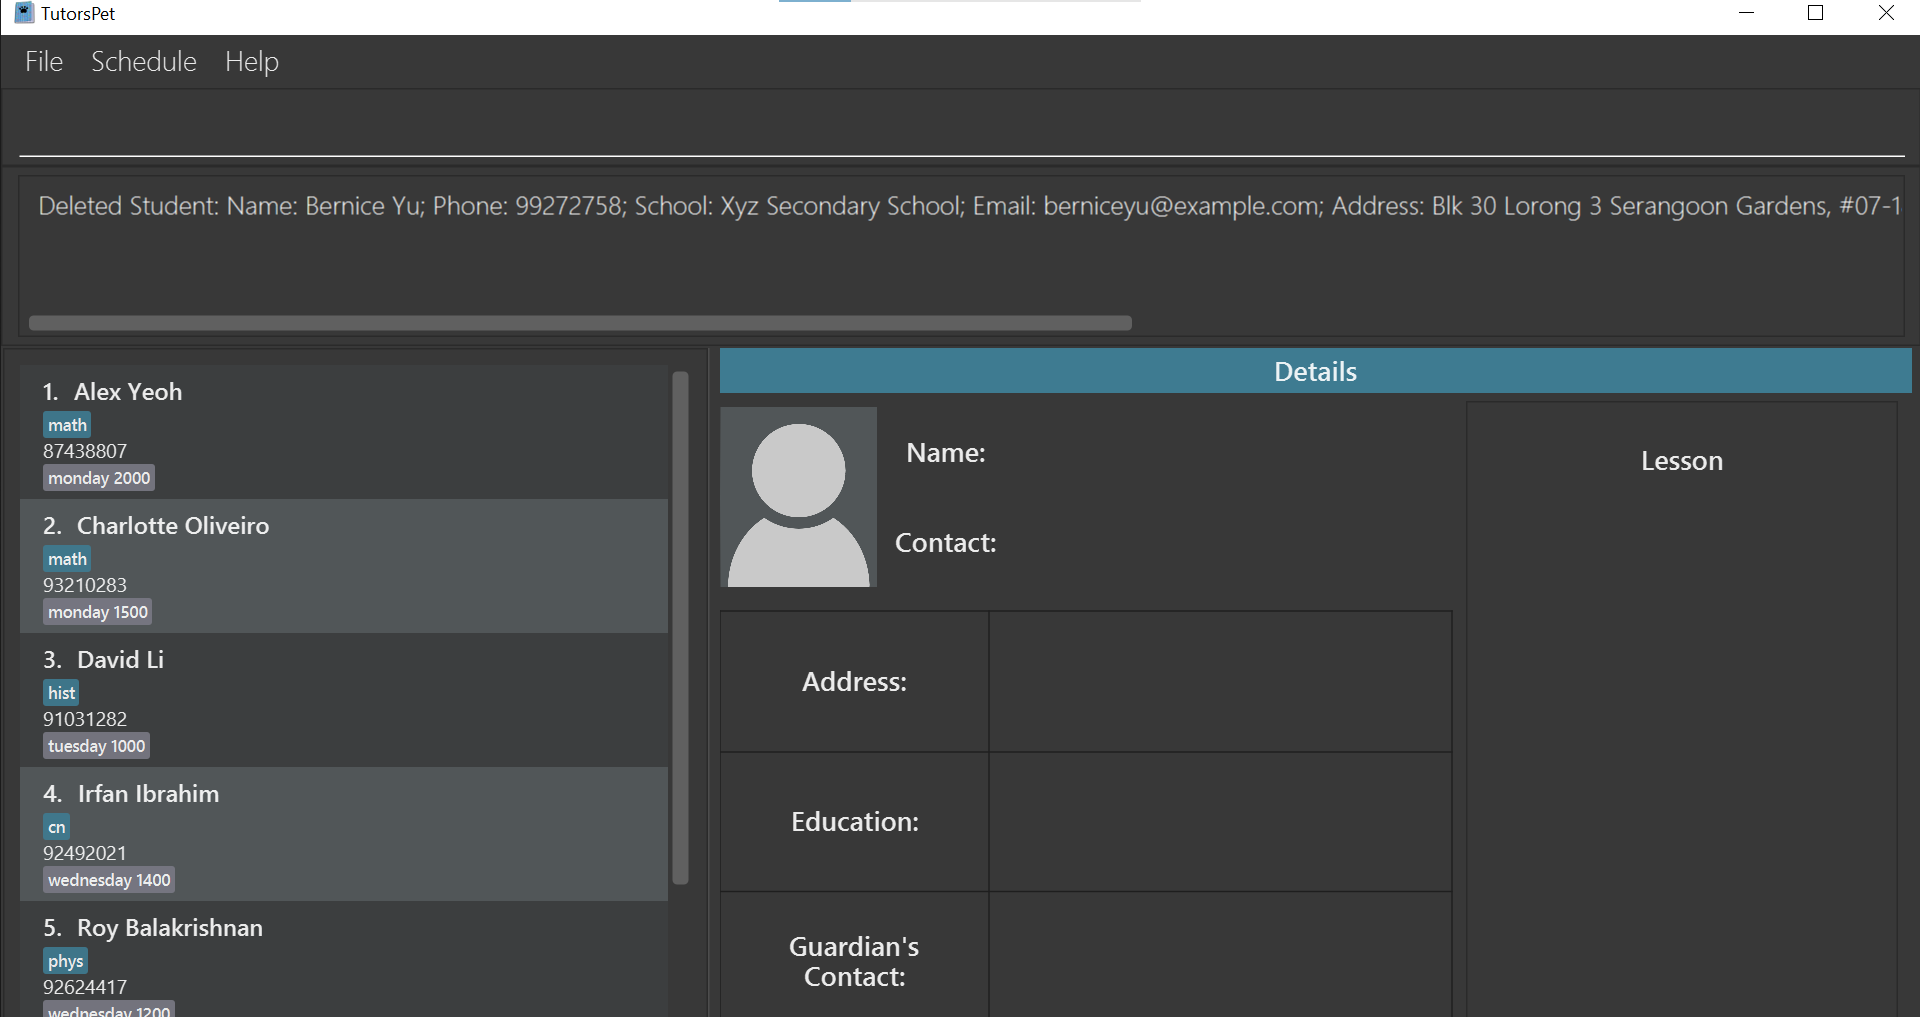 TutorsPet
File Schedule Help
Deleted Student: Name: Bernice Yu; Phone: 99272758; School: Xyz Secondary School; Email: berniceyu@example.com; Address: Blk 30 Lorong 3 Serangoon Gardens, #07-1
1. Alex Yeoh
math
87438807
monday 2000
2. Charlotte Oliveiro
math
93210283
monday 1500
3. David Li
hist
91031282
tuesday 1000
4. Irfan Ibrahim
cn
92492021
wednesday 1400
5. Roy Balakrishnan
phys
92624417
wednesday 1200
Details
Name:
Contact:
Address:
Education:
Guardian's
Contact:
Lesson